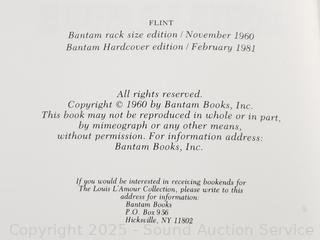 FLINT
Bantam rack size edition / November 1960
Bantam Hardcover edition / February 1981
All rights reserved.
Copyright © 1960 by Bantam Books, Inc.
This book may not be reproduced in whole or in part,
by mimeograph or any other means,
without permission. For information address:
Bantam Books, Inc.
If you would be interested in receiving bookends for
The Louis L'Amour Collection, please write to
this address for information:
Bantam Books
P.O. Box 956
Hicksville, NY 11802
Copyright 2025 - Sound Auction Service